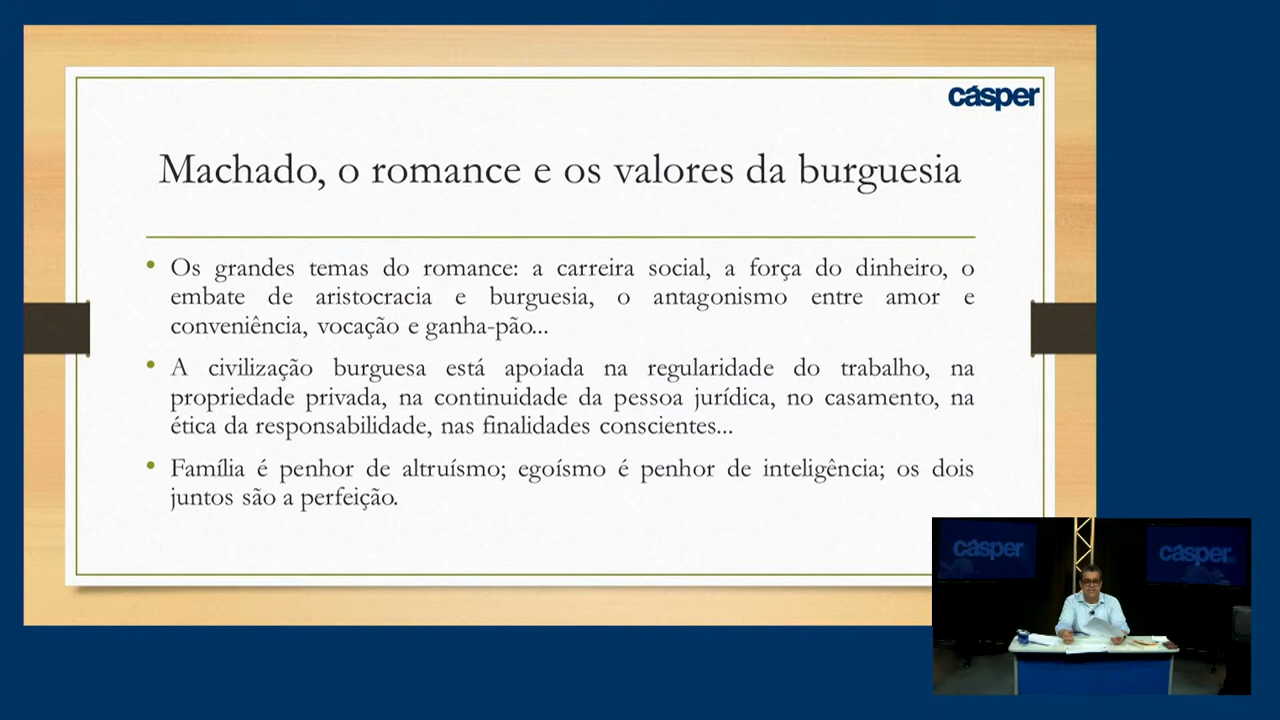 cásper
Machado, o romance e os valores da burguesia
• Os grandes temas do romance: a carreira social, a força do dinheiro, o
embate de aristocracia e burguesia, o antagonismo entre amor e
conveniência, vocação e ganha-pão...
• A civilização burguesa está apoiada na regularidade do trabalho, na
propriedade privada, na continuidade da pessoa jurídica, no casamento, na
ética da responsabilidade, nas finalidades conscientes...
• Família é penhor de altruísmo; egoísmo é penhor de inteligência; os dois
juntos são a perfeição.
cásper
cásper